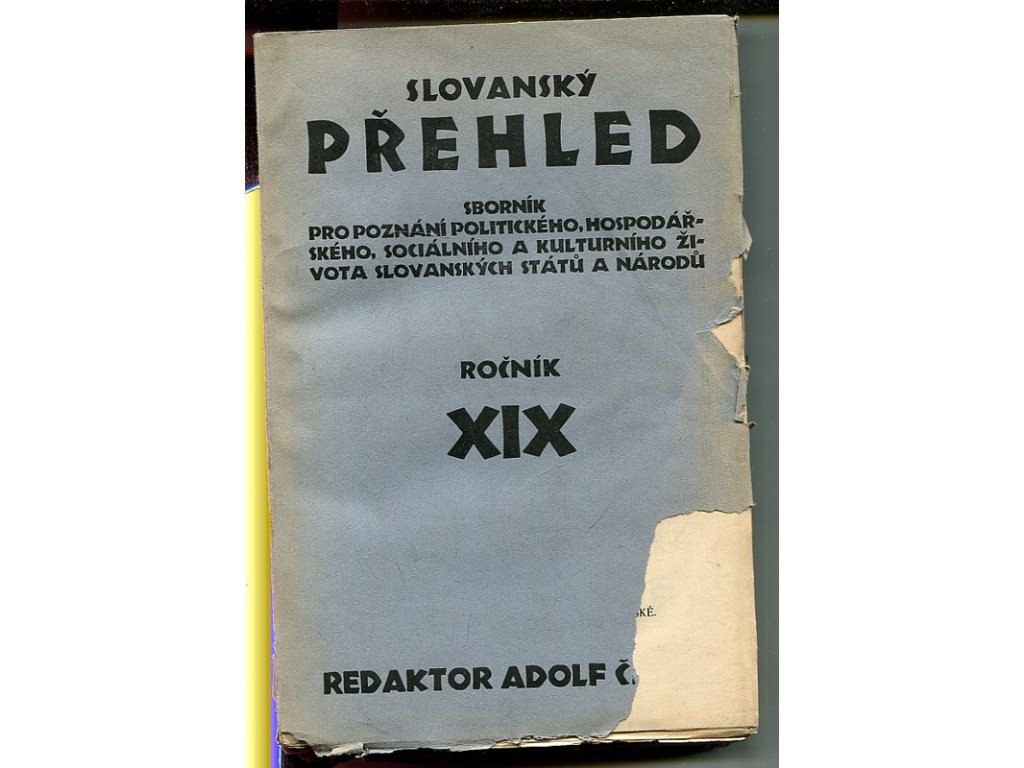 SLOVANSKÝ
PŘEHLED
SBORNÍK
PRO POZNÁNÍ POLITICKÉHO, HOSPODÁŘ-
SKÉHO, SOCIÁLNÍHO A KULTURNÍHO ŽI-
VOTA SLOVANSKÝCH STÁTŮ A NÁRODŮ
ROČNÍK
XIX
SKÉ.
REDAKTOR ADOLF Č